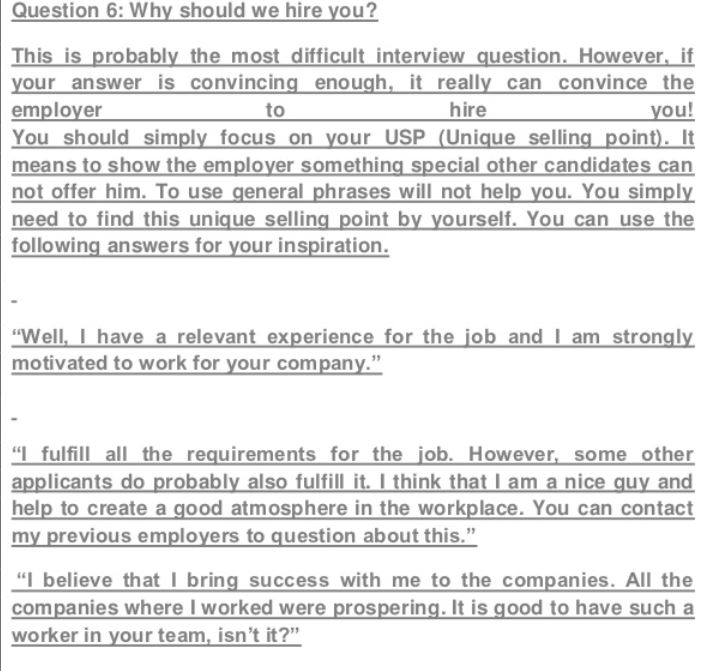 Question 6: Why should we hire you?
This is probably the most difficult interview question. However, if
your answer is convincing enough, it really can convince the
employer to hire you!
You should simply focus on your USP (Unique selling point). It
means to show the employer something special other candidates can
not offer him. To use general phrases will not help you. You simply
need to find this unique selling point by yourself. You can use the
following answers for your inspiration.
-
“Well, I have a relevant experience for the job and I am strongly
motivated to work for your company.”
-
“I fulfill all the requirements for the job. However, some other
applicants do probably also fulfill it. I think that I am a nice guy and
help to create a good atmosphere in the workplace. You can contact
my previous employers to question about this.”
“I believe that I bring success with me to the companies. All the
companies where I worked were prospering. It is good to have such a
worker in your team, isn’t it?”